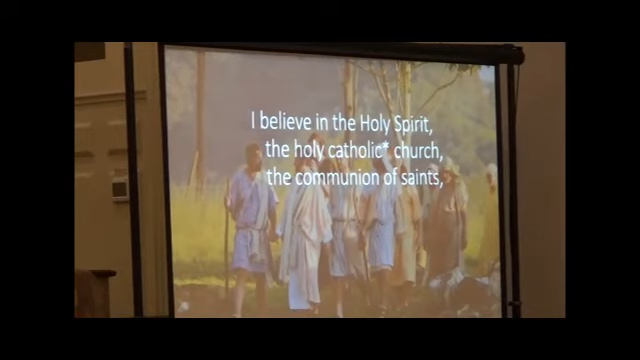 I believe in the Holy Spirit,
the holy catholic* church,
the communion of saints,